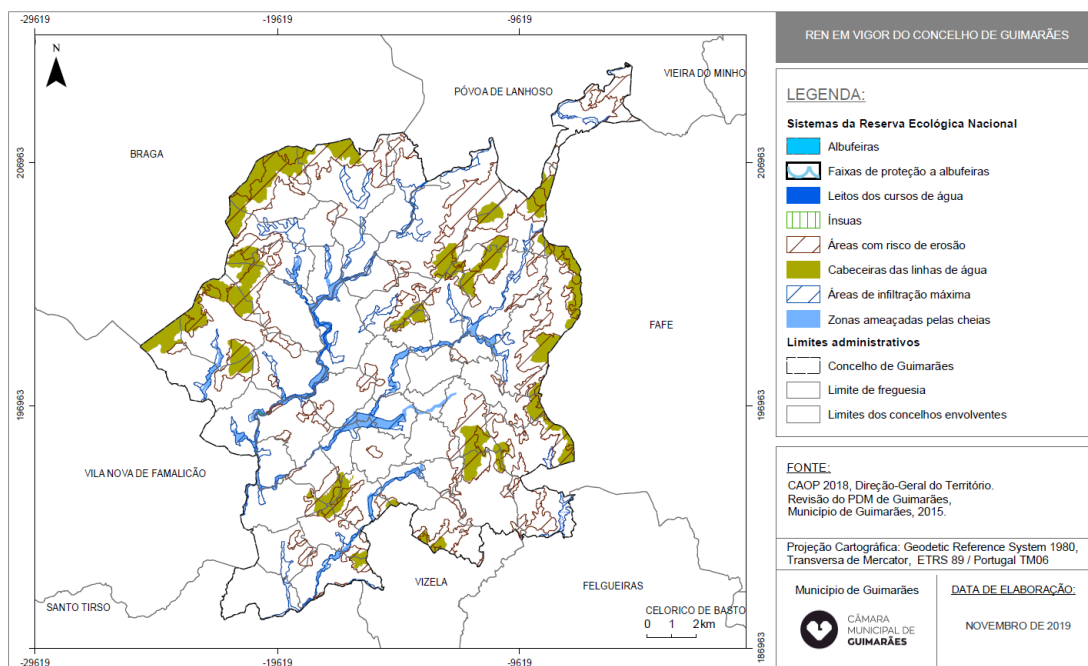 -29619
-19619
-9619
REN EM VIGOR DO CONCELHO DE GUIMARÃES
N
VIEIRA DO MINHO
PÓVOA DE LANHOSO
BRAGA
206963
206963
FAFE
196963
196963
VILA NOVA DE FAMALICÃO
VIZELA
FELGUEIRAS
SANTO TIRSO
CELORICO DE BASTO
0 1 2km
186963
-29619
-19619
-9619
LEGENDA:
Sistemas da Reserva Ecológica Nacional
Albufeiras
Faixas de proteção a albufeiras
Leitos dos cursos de água
Ínsuas
Áreas com risco de erosão
Cabeceiras das linhas de água
Áreas de infiltração máxima
Zonas ameaçadas pelas cheias
Limites administrativos
Concelho de Guimarães
Limite de freguesia
Limites dos concelhos envolventes
FONTE:
CAOP 2018, Direção-Geral do Território.
Revisão do PDM de Guimarães,
Município de Guimarães, 2015.
Projeção Cartográfica: Geodetic Reference System 1980,
Transversa de Mercator, ETRS 89 / Portugal TM06
Município de Guimarães
CÂMARA
MUNICIPAL DE
GUIMARÃES
DATA DE ELABORAÇÃO:
NOVEMBRO DE 2019